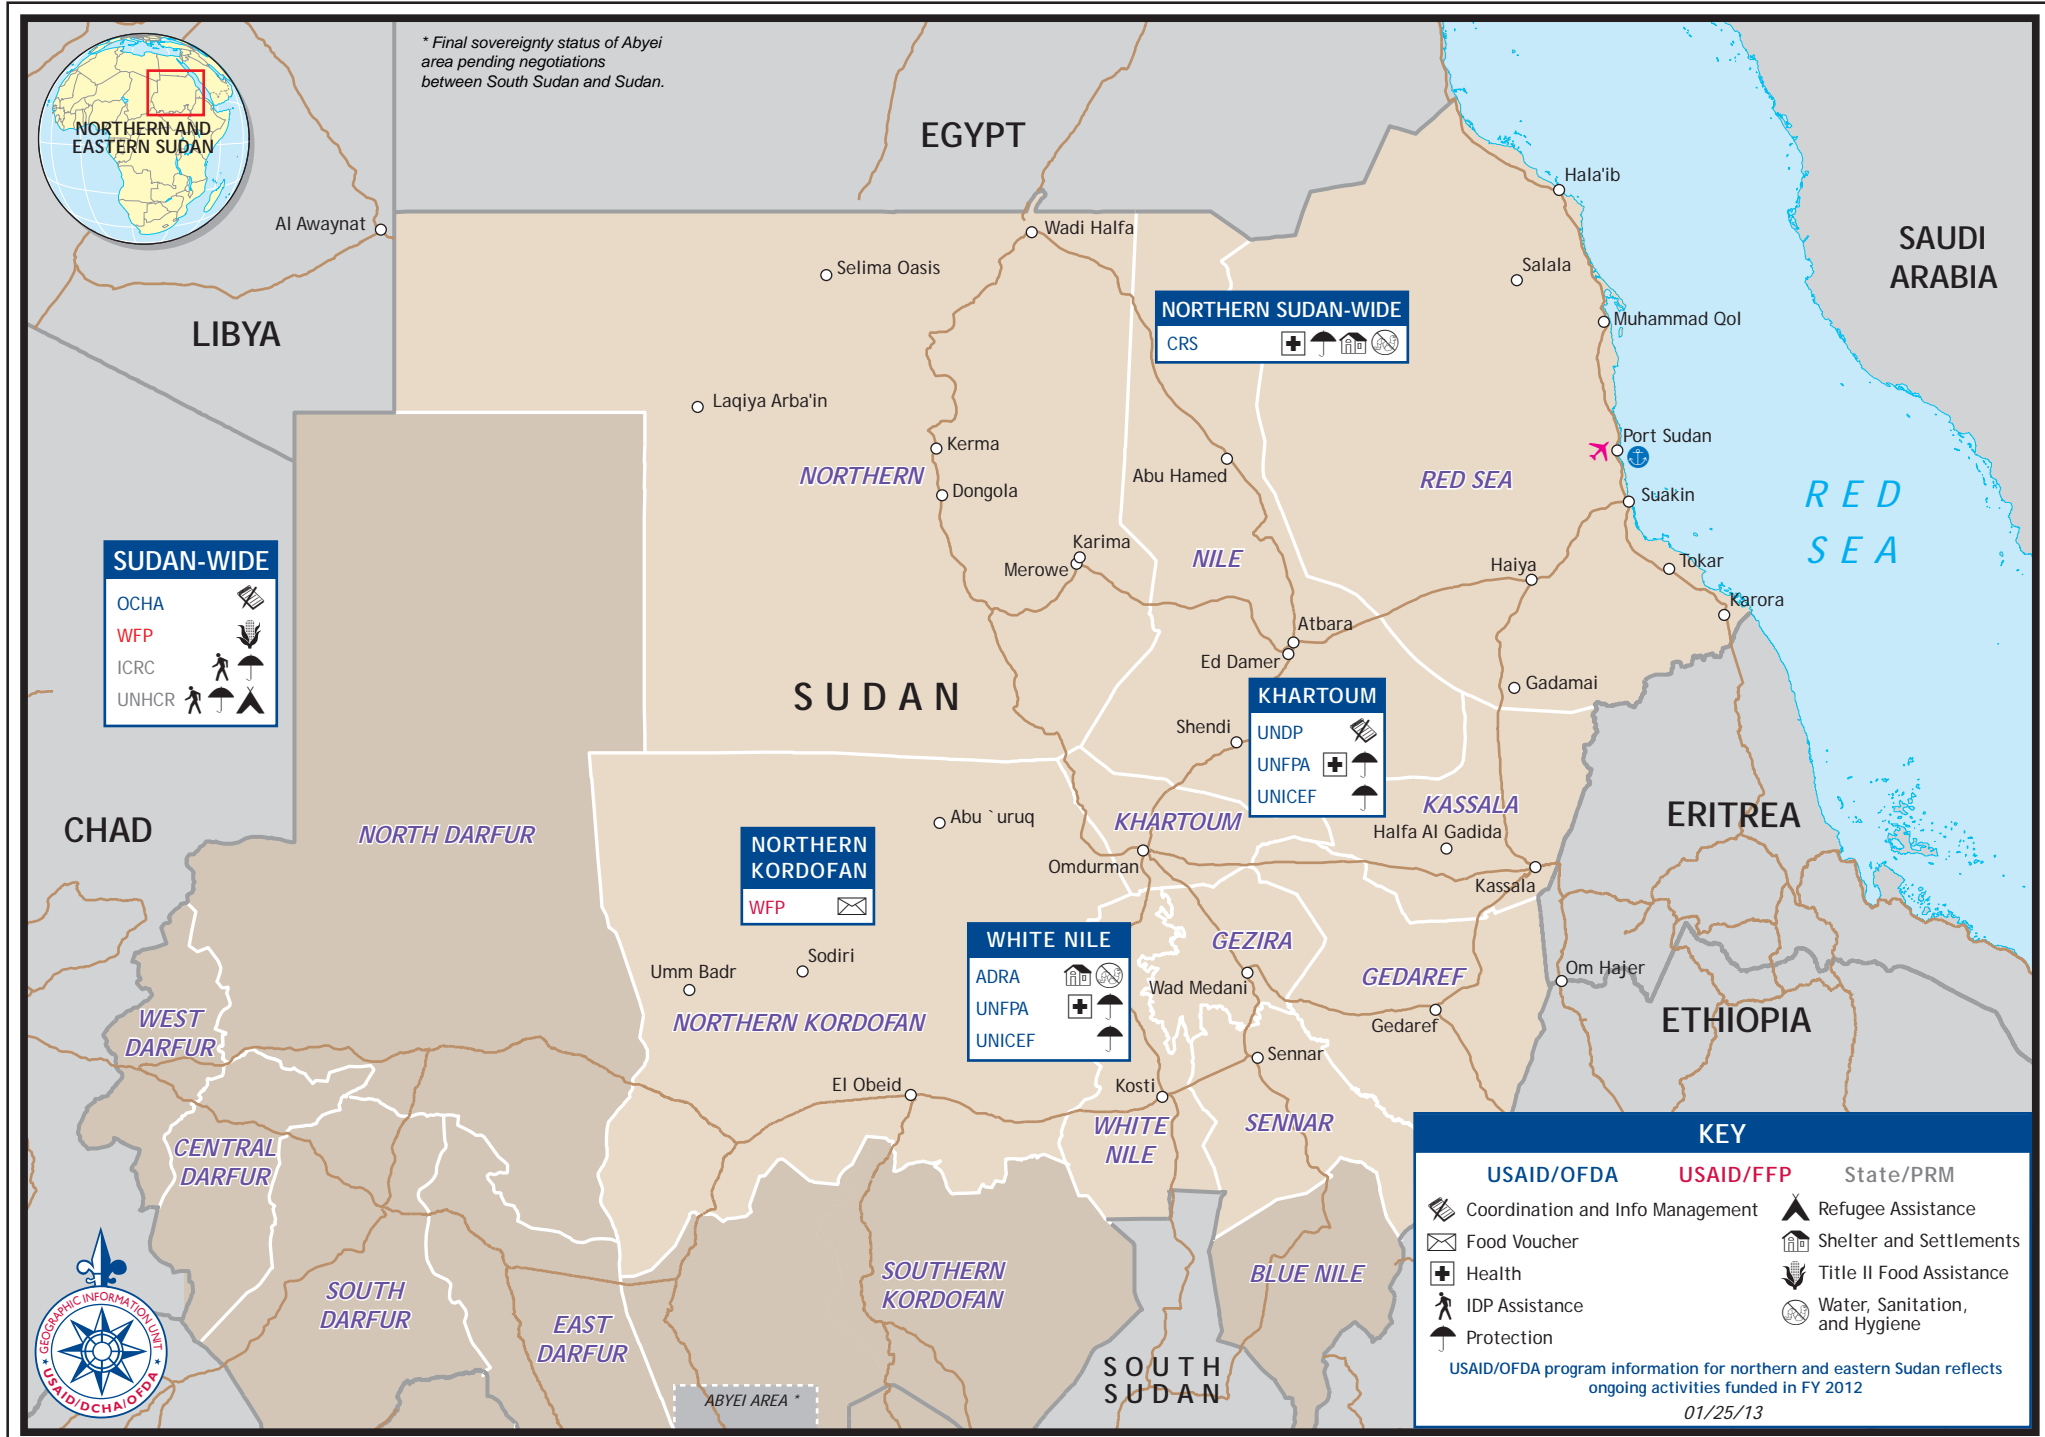 * Final sovereignty status of Abyei
area pending negotiations
between South Sudan and Sudan.
NORTHERN AND
EASTERN SUDAN
EGYPT
Hala'ib
Al Awaynat
Wadi Halfa
SAUDI
ARABIA
Selima Oasis
Salala
NORTHERN SUDAN-WIDE
CRS
Muhammad Qol
LIBYA
Laqiya Arba'in
Kerma
Port Sudan
NORTHERN
Abu Hamed
RED SEA
Dongola
Suakin
RED
SEA
SUDAN-WIDE
OCHA
WFP
ICRC
UNHCR
Karima
Merowe
NILE
Haiya
Tokar
Karora
Atbara
Ed Damer
SUDAN
Gadamai
KHARTOUM
UNDP
UNFPA
UNICEF
Shendi
CHAD
NORTH DARFUR
Abu `uruq
KHARTOUM
KASSALA
Halfa Al Gadida
ERITREA
NORTHERN
KORDOFAN
WFP
Omdurman
Kassala
WHITE NILE
ADRA
UNFPA
UNICEF
GEZIRA
Sodiri
Umm Badr
Wad Medani
GEDAREF
Om Hajer
WEST
DARFUR
NORTHERN KORDOFAN
Gedaref
ETHIOPIA
Sennar
El Obeid
Kosti
WHITE
NILE
SENNAR
CENTRAL
DARFUR
SOUTH
DARFUR
EAST
DARFUR
SOUTHERN
KORDOFAN
BLUE NILE
SOUTH
SUDAN
ABYEI AREA *
GEOGRAPHIC INFORMATION UNIT
USAID/DCHA/OFDA
KEY
USAID/OFDA USAID/FFP State/PRM
Coordination and Info Management
Food Voucher
Health
IDP Assistance
Protection
Refugee Assistance
Shelter and Settlements
Title II Food Assistance
Water, Sanitation,
and Hygiene
USAID/OFDA program information for northern and eastern Sudan reflects
ongoing activities funded in FY 2012
01/25/13